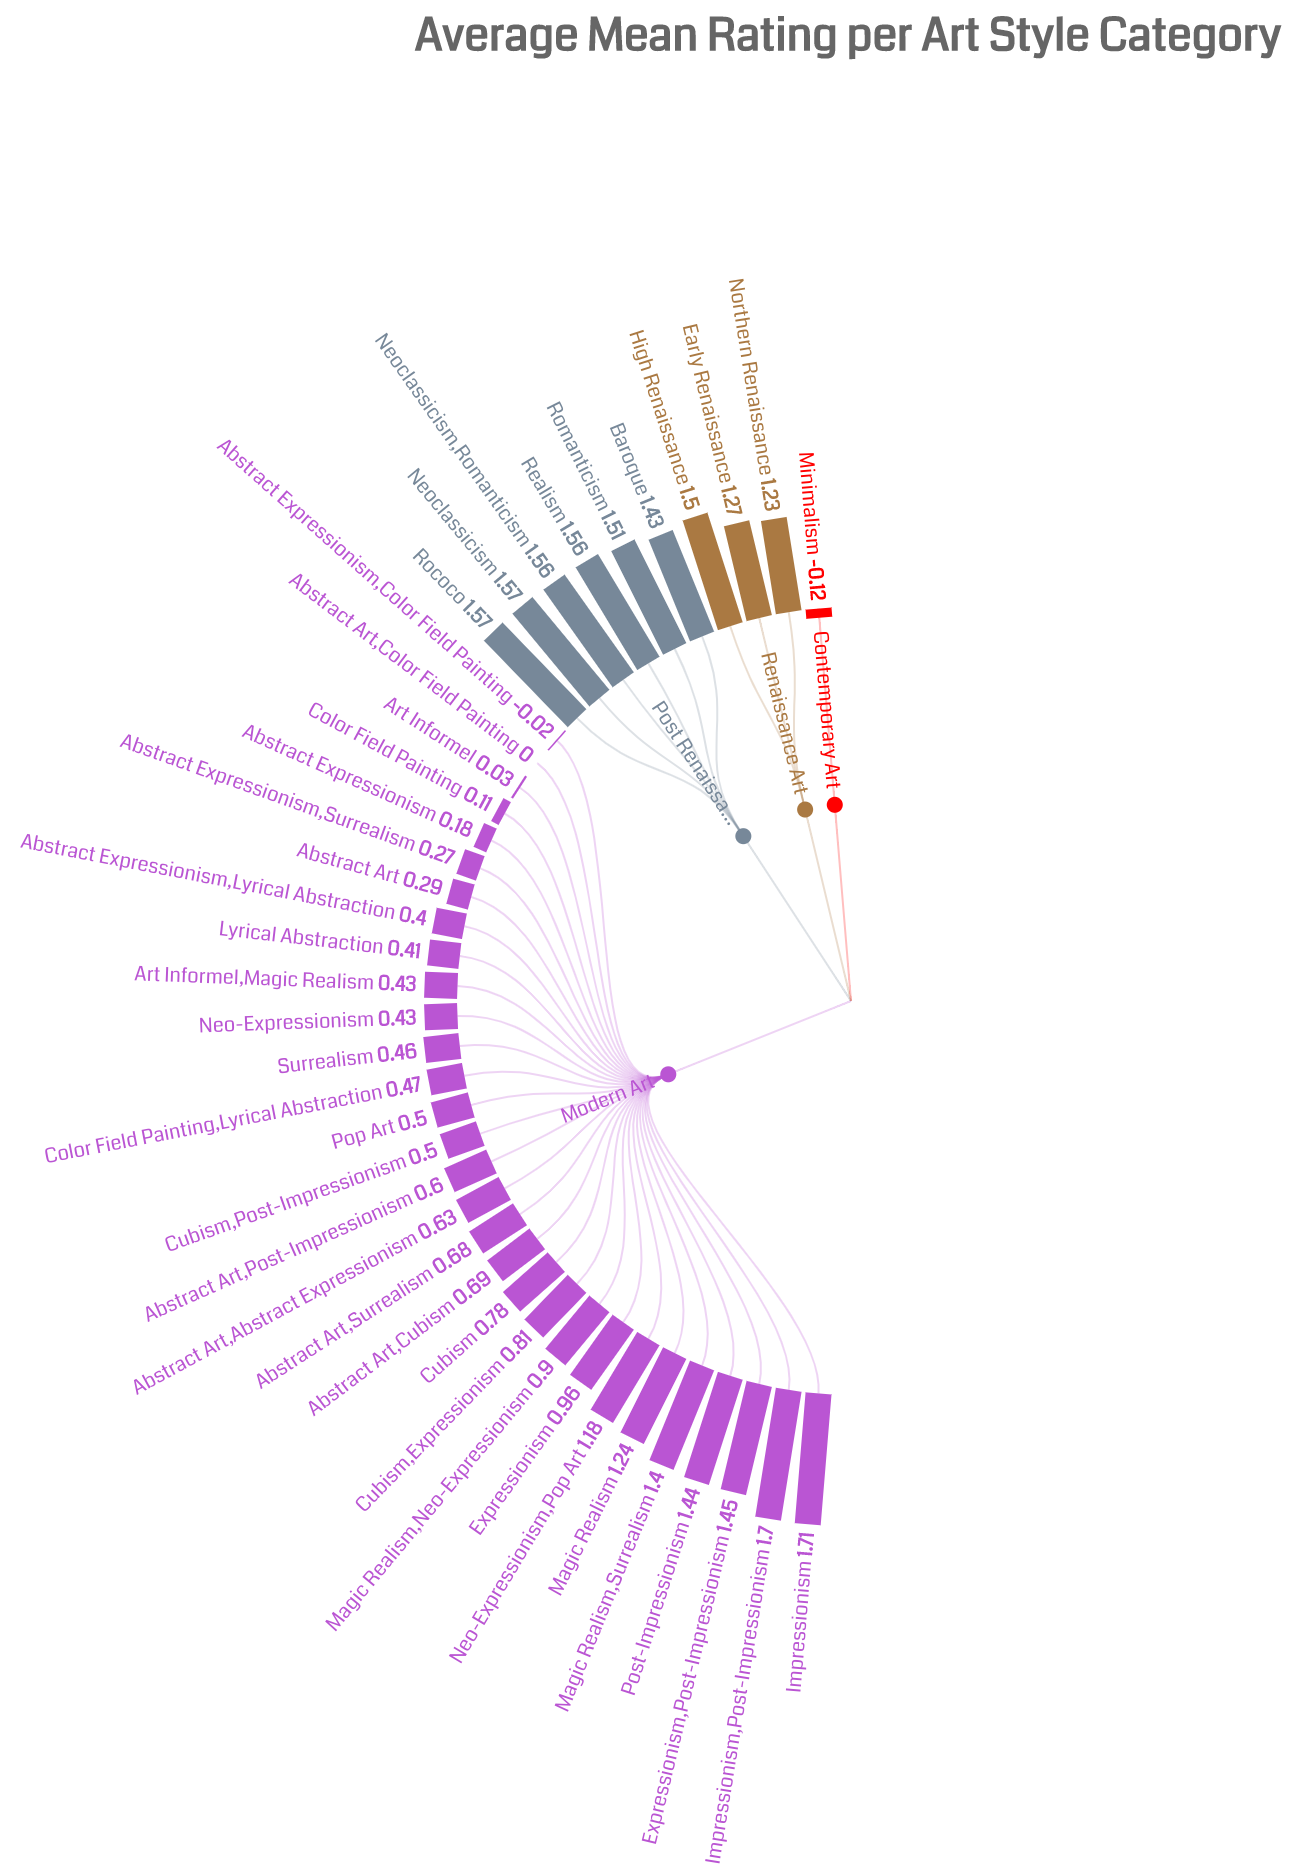 Average Mean Rating per Art Style Category
Minimalism -0.12
Contemporary Art
Northern Renaissance 1.23
Early Renaissance 1.27
High Renaissance 1.5
Renaissance Art
Baroque 1.43
Romanticism 1.51
Realism 1.56
Neoclassicism,Romanticism 1.56
Neoclassicism 1.57
Rococo 1.57
Post Renaissa...
Abstract Expressionism,Color Field Painting -0.02
Abstract Art,Color Field Painting 0
Art Informel 0.03
Color Field Painting 0.11
Abstract Expressionism 0.18
Abstract Expressionism,Surrealism 0.27
Abstract Art 0.29
Abstract Expressionism,Lyrical Abstraction 0.4
Lyrical Abstraction 0.41
Art Informel,Magic Realism 0.43
Neo-Expressionism 0.43
Surrealism 0.46
Color Field Painting,Lyrical Abstraction 0.47
Pop Art 0.5
Cubism,Post-Impressionism 0.5
Abstract Art,Post-Impressionism 0.6
Abstract Art,Abstract Expressionism 0.63
Abstract Art,Surrealism 0.68
Abstract Art,Cubism 0.69
Cubism 0.78
Cubism,Expressionism 0.81
Magic Realism,Neo-Expressionism 0.9
Expressionism 0.96
Neo-Expressionism,Pop Art 1.18
Magic Realism 1.24
Magic Realism,Surrealism 1.4
Post-Impressionism 1.44
Expressionism,Post-Impressionism 1.45
Impressionism,Post-Impressionism 1.7
Impressionism 1.71
Modern Art